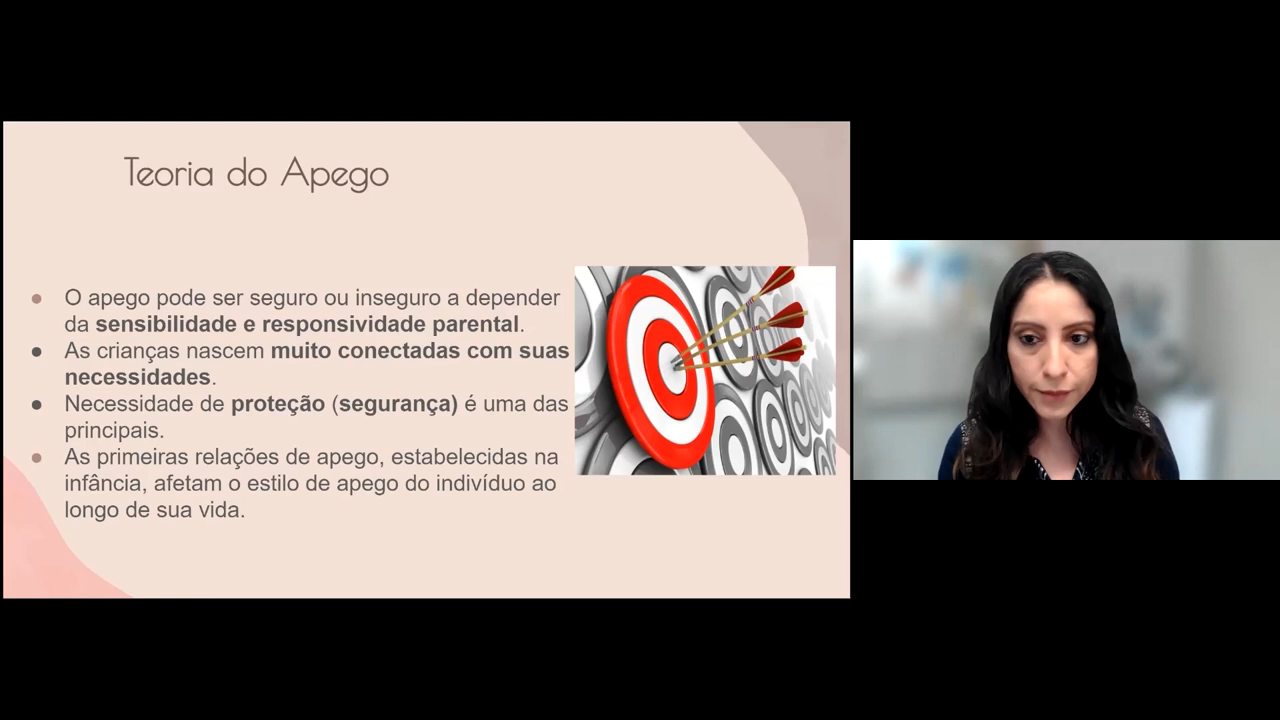 Teoria do Apego
● O apego pode ser seguro ou inseguro a depender
da sensibilidade e responsividade parental.
● As crianças nascem muito conectadas com suas
necessidades.
● Necessidade de proteção (segurança) é uma das
principais.
● As primeiras relações de apego, estabelecidas na
infância, afetam o estilo de apego do indivíduo ao
longo de sua vida.